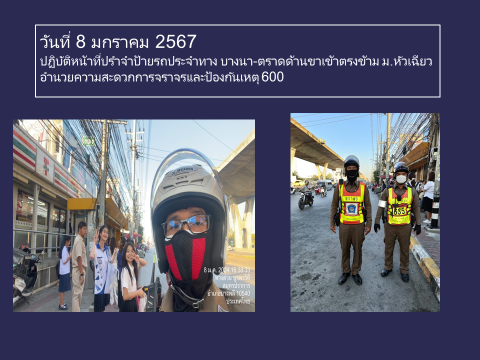 วันที่ 8 มกราคม 2567
ปฏิบัติหน้าที่ปรำจำป้ายรถประจำทาง บางนา-ตราดด้านขาเข้าตรงข้าม ม.หัวเฉียว
อำนวยความสะดวกการจราจรและป้องกันเหตุ 600